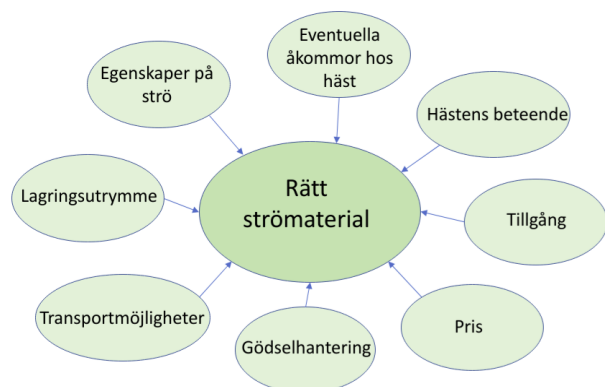 Eventuella
åkommor hos
häst
Egenskaper på
strö
Hästens beteende
Rätt
strömaterial
Lagringsutrymme
Tillgång
Transportmöjligheter
Pris
Gödselhantering